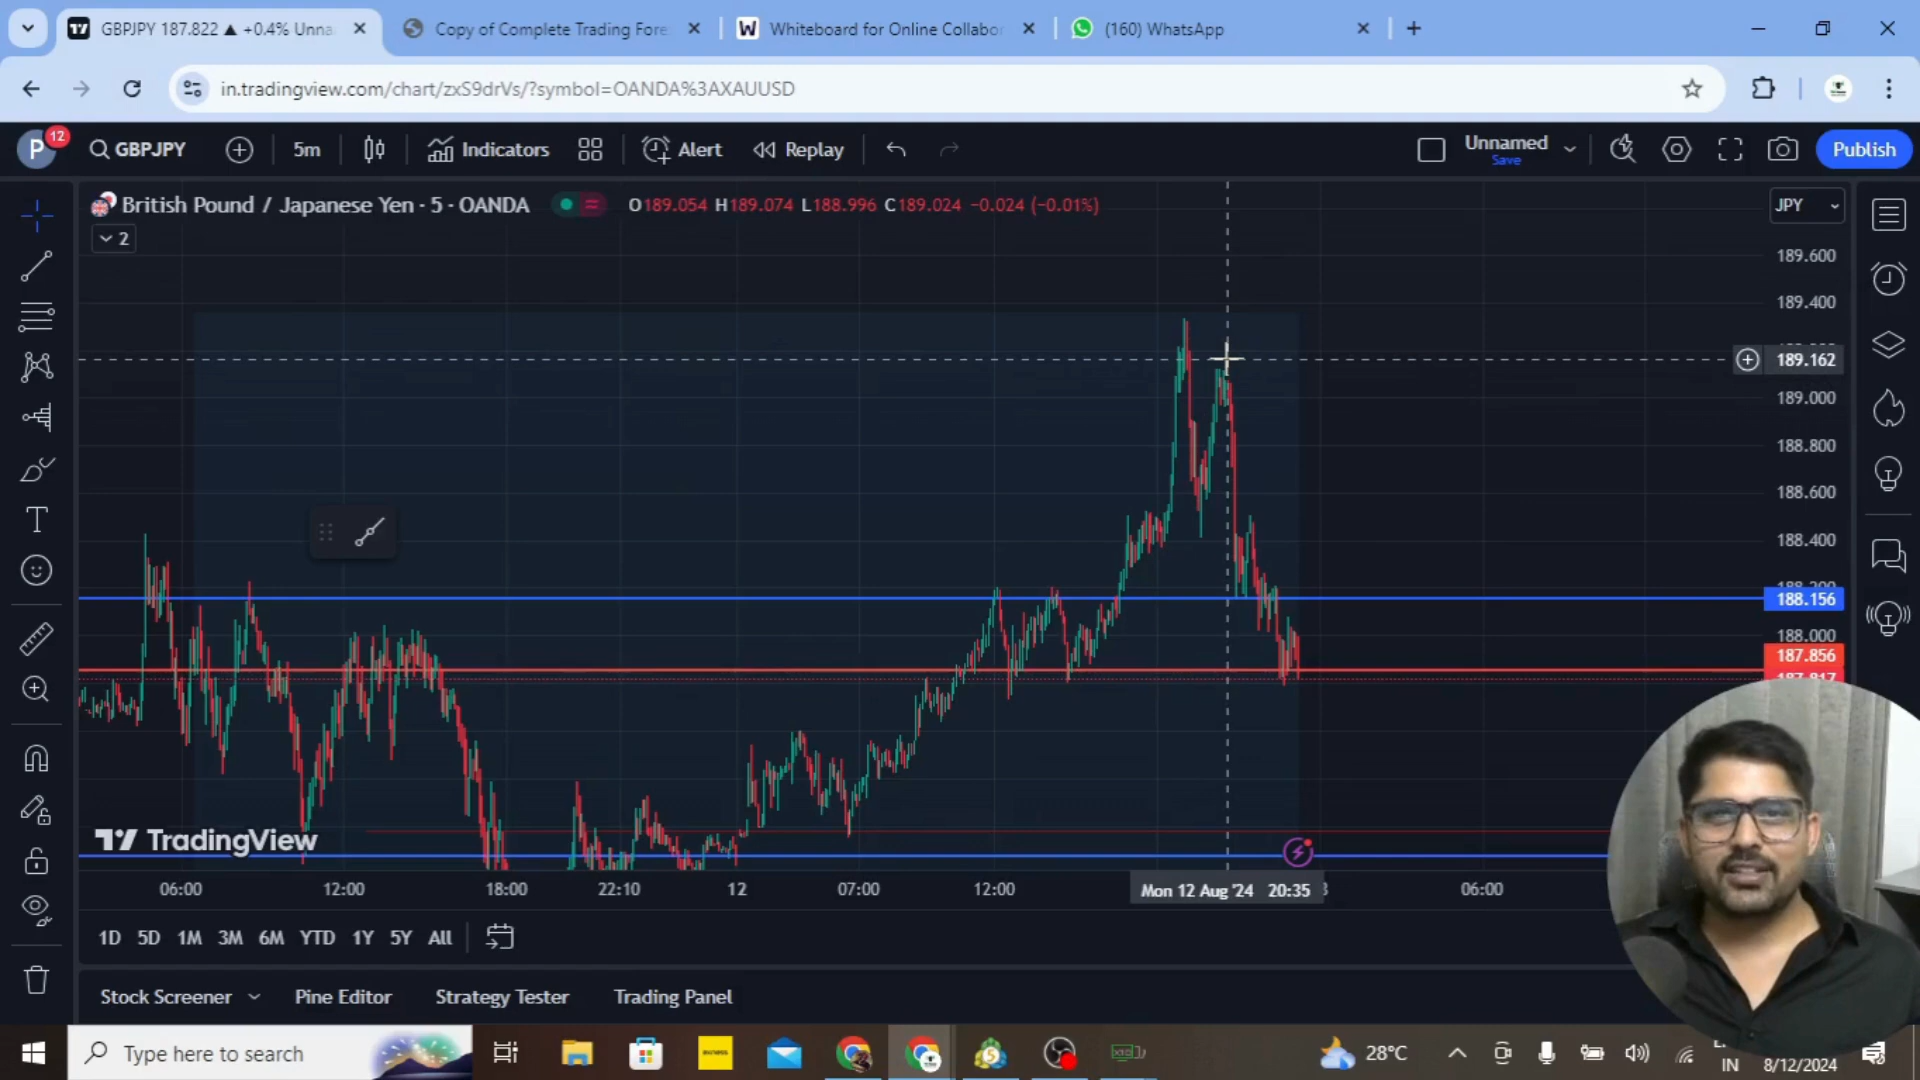 GBPJPY 187.822 ▲ +0.4% Unna
Copy of Complete Trading Fore
Whiteboard for Online Collabo
(160) WhatsApp
in.tradingview.com/chart/zxS9drVs/?symbol=OANDA%3AXAUUSD
P 12
GBPJPY
5m
Indicators
Alert
Replay
Unnamed
Save
Publish
British Pound / Japanese Yen · 5 · OANDA
O189.054 H189.074 L188.996 C189.024 −0.024 (−0.01%)
JPY
2
189.600
189.400
189.162
189.000
188.800
188.600
188.400
188.156
188.000
187.856
TradingView
06:00 12:00 18:00 22:10 12 07:00 12:00 Mon 12 Aug '24 20:35 06:00
1D 5D 1M 3M 6M YTD 1Y 5Y All
Stock Screener Pine Editor Strategy Tester Trading Panel
Type here to search
28°C
IN
8/12/2024